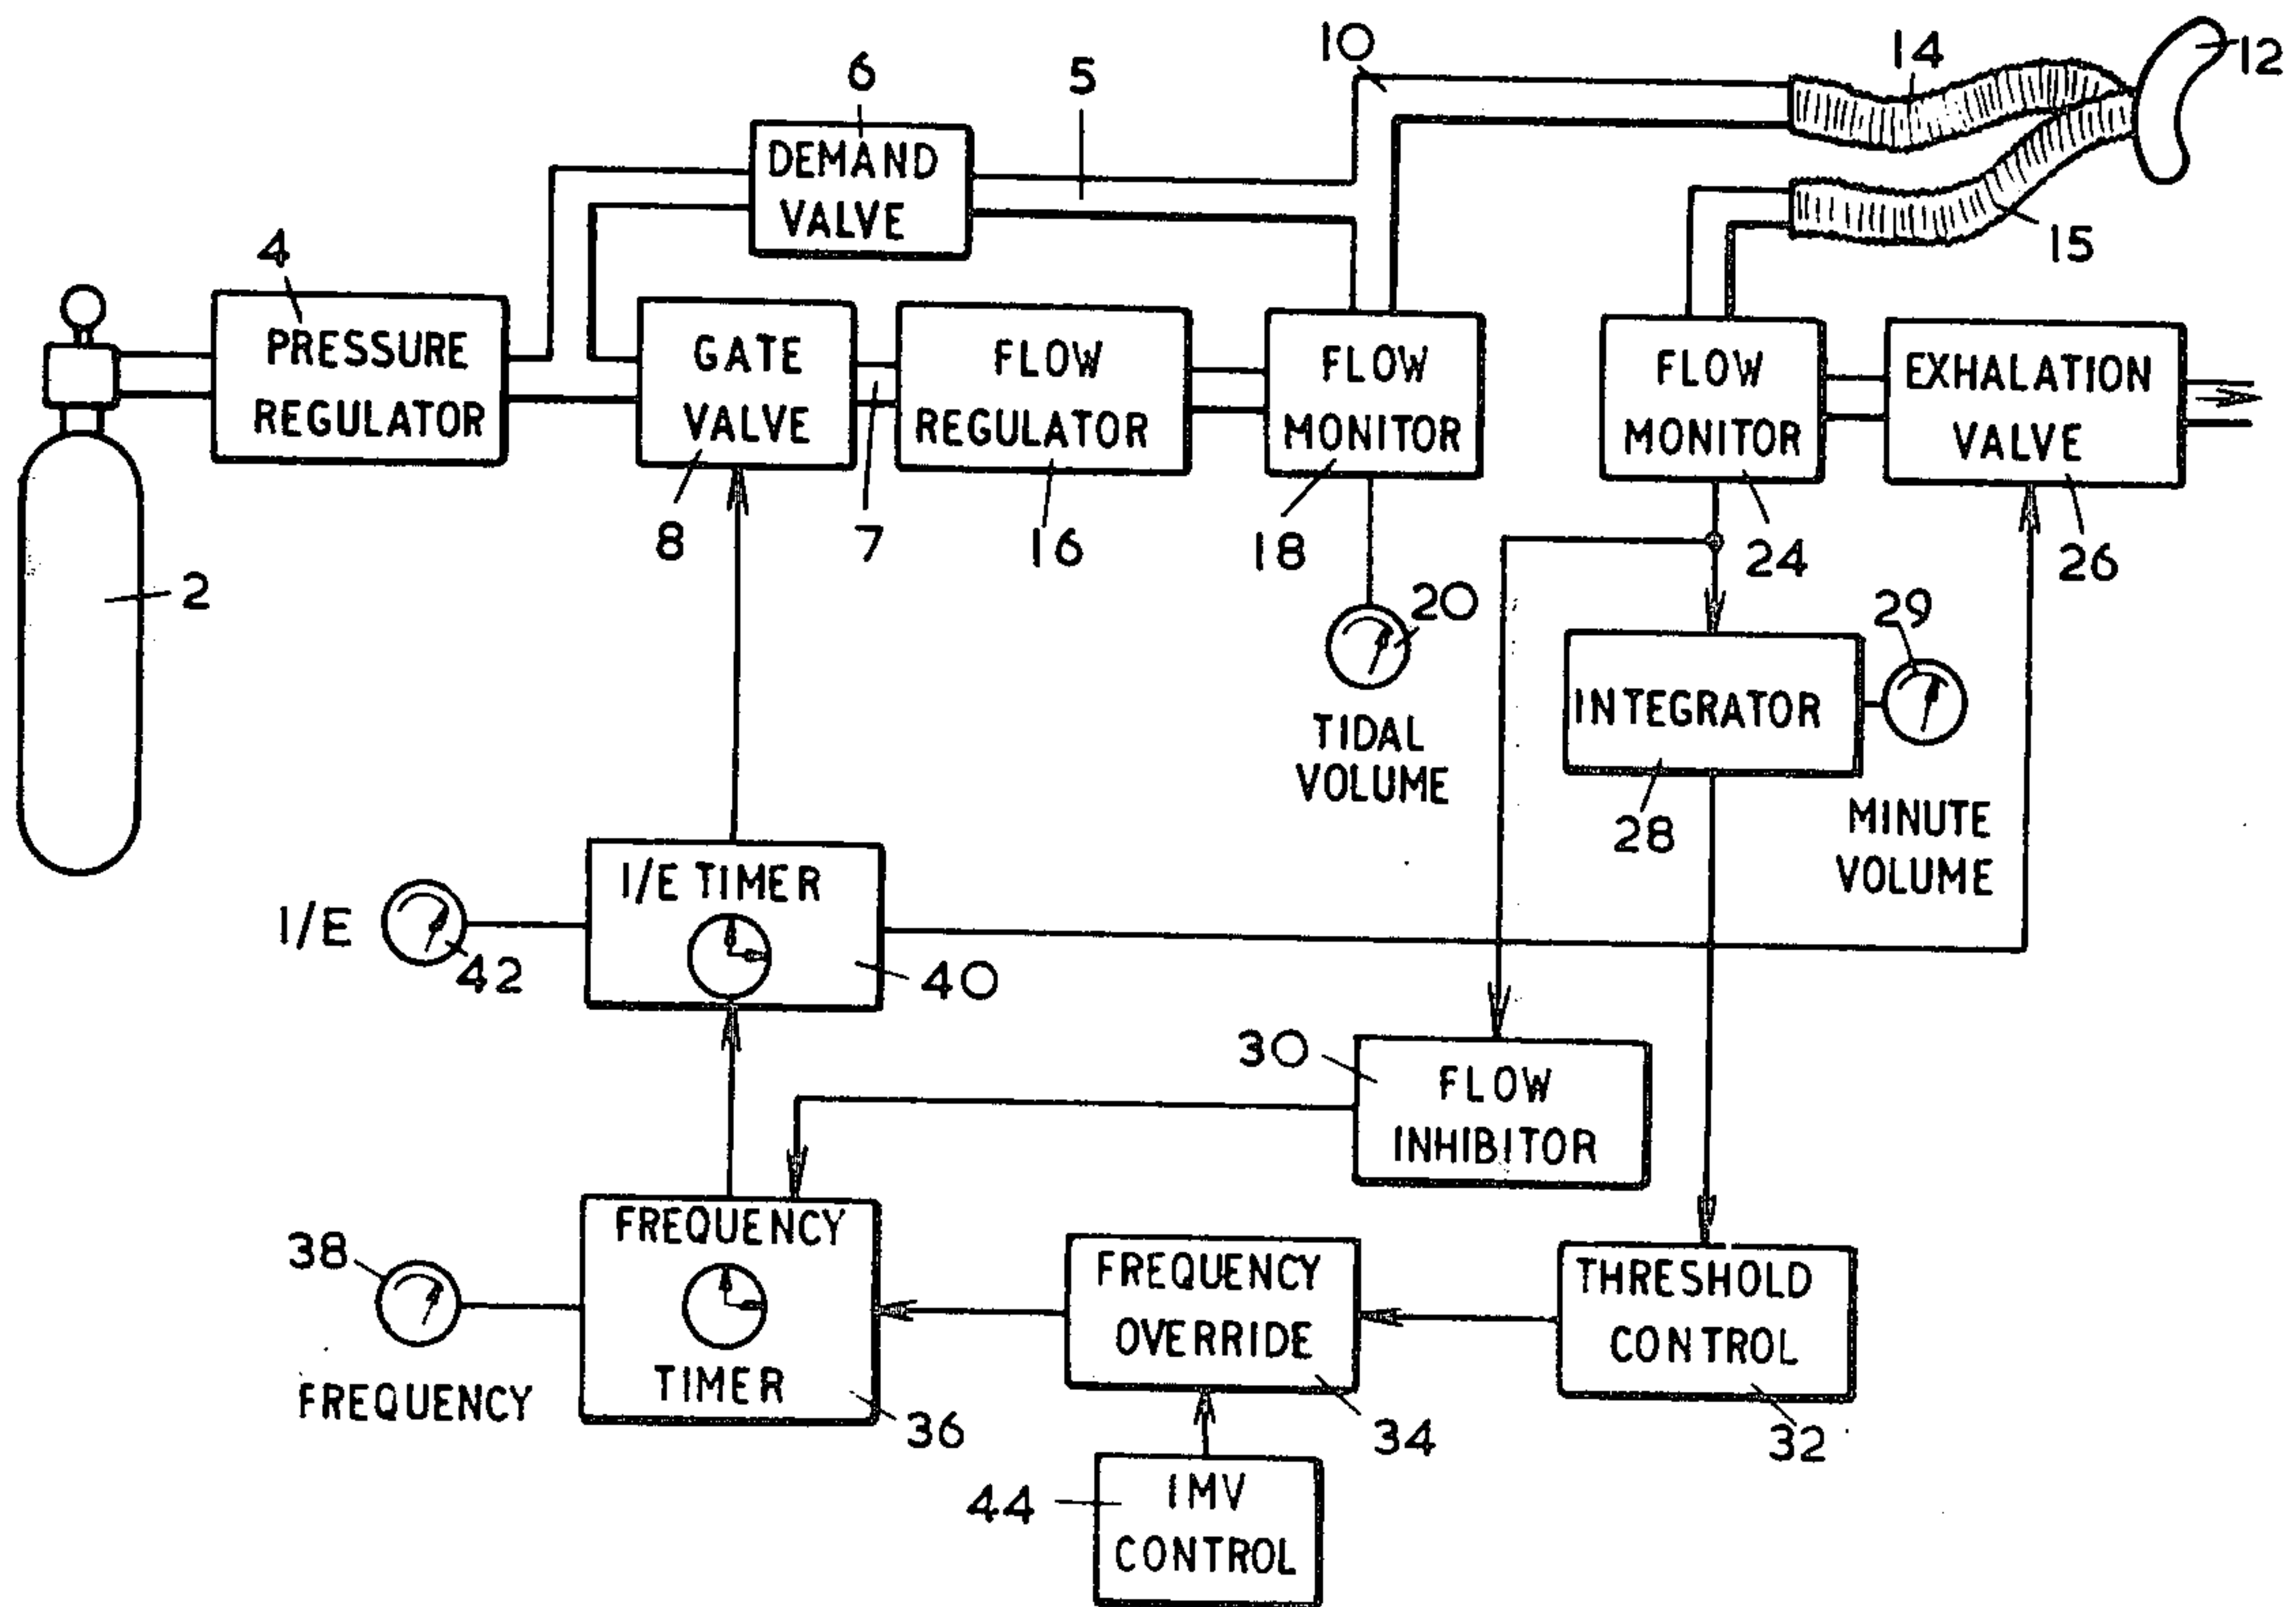 10
14
12
6
5
DEMAND
VALVE
15
4
PRESSURE
REGULATOR
GATE
VALVE
FLOW
REGULATOR
FLOW
MONITOR
FLOW
MONITOR
EXHALATION
VALVE
8
7
16
18
24
26
2
20
29
TIDAL
VOLUME
INTEGRATOR
28
MINUTE
VOLUME
I/E
42
I/E TIMER
40
30
FLOW
INHIBITOR
38
FREQUENCY
FREQUENCY
TIMER
36
FREQUENCY
OVERRIDE
34
THRESHOLD
CONTROL
32
44
IMV
CONTROL